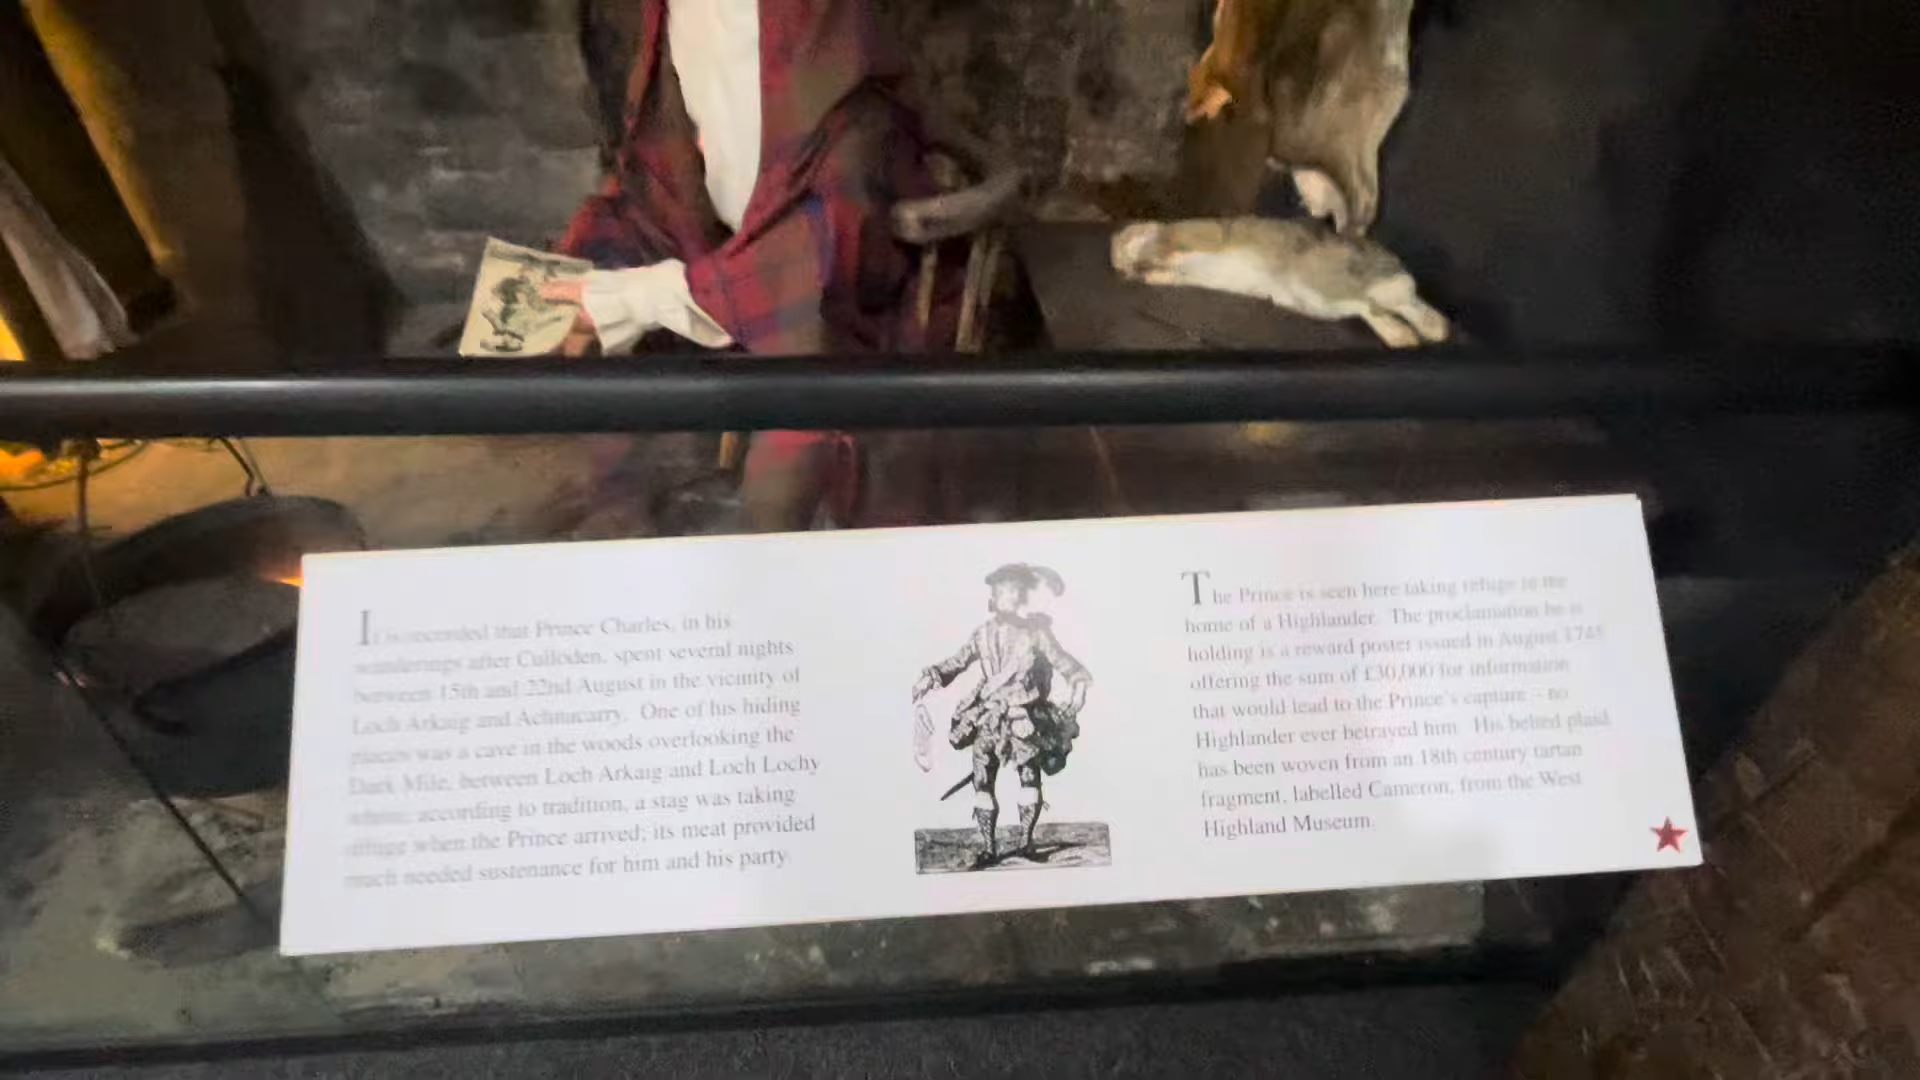 It is recorded that Prince Charles, in his
wanderings after Culloden, spent several nights
between 15th and 22nd August in the vicinity of
Loch Arkaig and Achnacarry. One of his hiding
places was a cave in the woods overlooking the
Dark Mile, between Loch Arkaig and Loch Lochy
where, according to tradition, a stag was taking
refuge when the Prince arrived; its meat provided
much needed sustenance for him and his party.
The Prince is seen here taking refuge in the
home of a Highlander. The proclamation he is
holding is a reward poster issued in August 1745
offering the sum of £30,000 for information
that would lead to the Prince's capture – no
Highlander ever betrayed him. His belted plaid
has been woven from an 18th century tartan
fragment, labelled Cameron, from the West
Highland Museum.